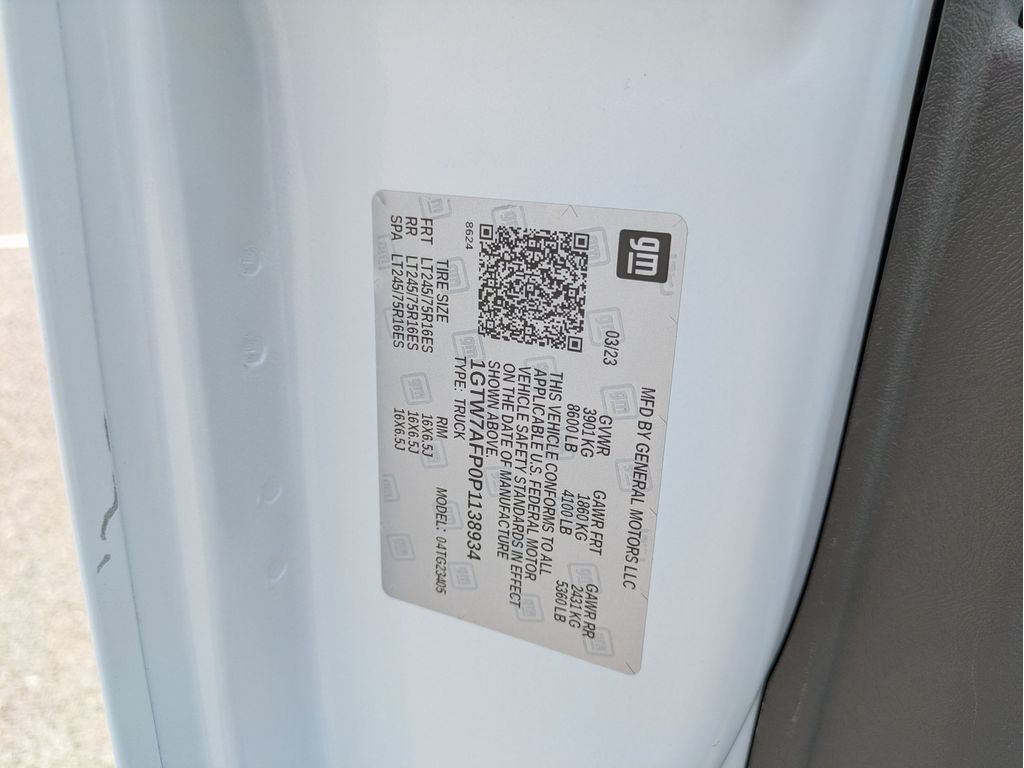 gm
MFD BY GENERAL MOTORS LLC
03/23
GVWR GAWR FRT GAWR RR
3901 KG 1860 KG 2431 KG
8600 LB 4100 LB 5360 LB
THIS VEHICLE CONFORMS TO ALL
APPLICABLE U.S. FEDERAL MOTOR
VEHICLE SAFETY STANDARDS IN EFFECT
ON THE DATE OF MANUFACTURE
SHOWN ABOVE.
1GTW7AFP0P1138934
8624
TYPE: TRUCK MODEL: 04TG23405
TIRE SIZE RIM
FRT LT245/75R16ES 16X6.5J
RR LT245/75R16ES 16X6.5J
SPA LT245/75R16ES 16X6.5J